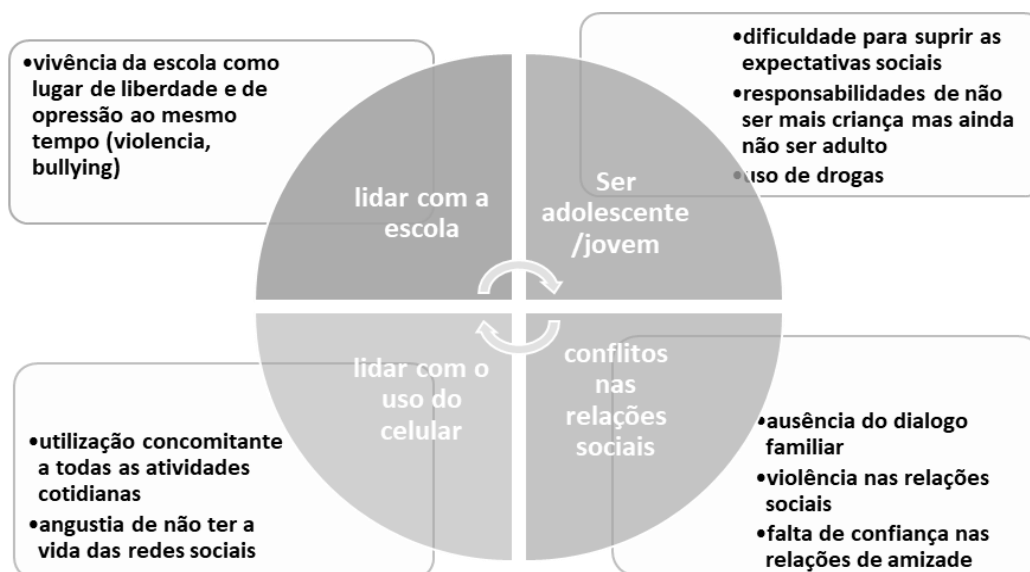 •vivência da escola como
lugar de liberdade e de
opressão ao mesmo
tempo (violencia,
bullying)
lidar com a
escola
•dificuldade para suprir as
expectativas sociais
•responsabilidades de não
ser mais criança mas ainda
não ser adulto
•uso de drogas
Ser
adolescente
/jovem
lidar com o
uso do
celular
•utilização concomitante
a todas as atividades
cotidianas
•angustia de não ter a
vida das redes sociais
conflitos
nas
relações
sociais
•ausência do dialogo
familiar
•violência nas relações
sociais
•falta de confiança nas
relações de amizade